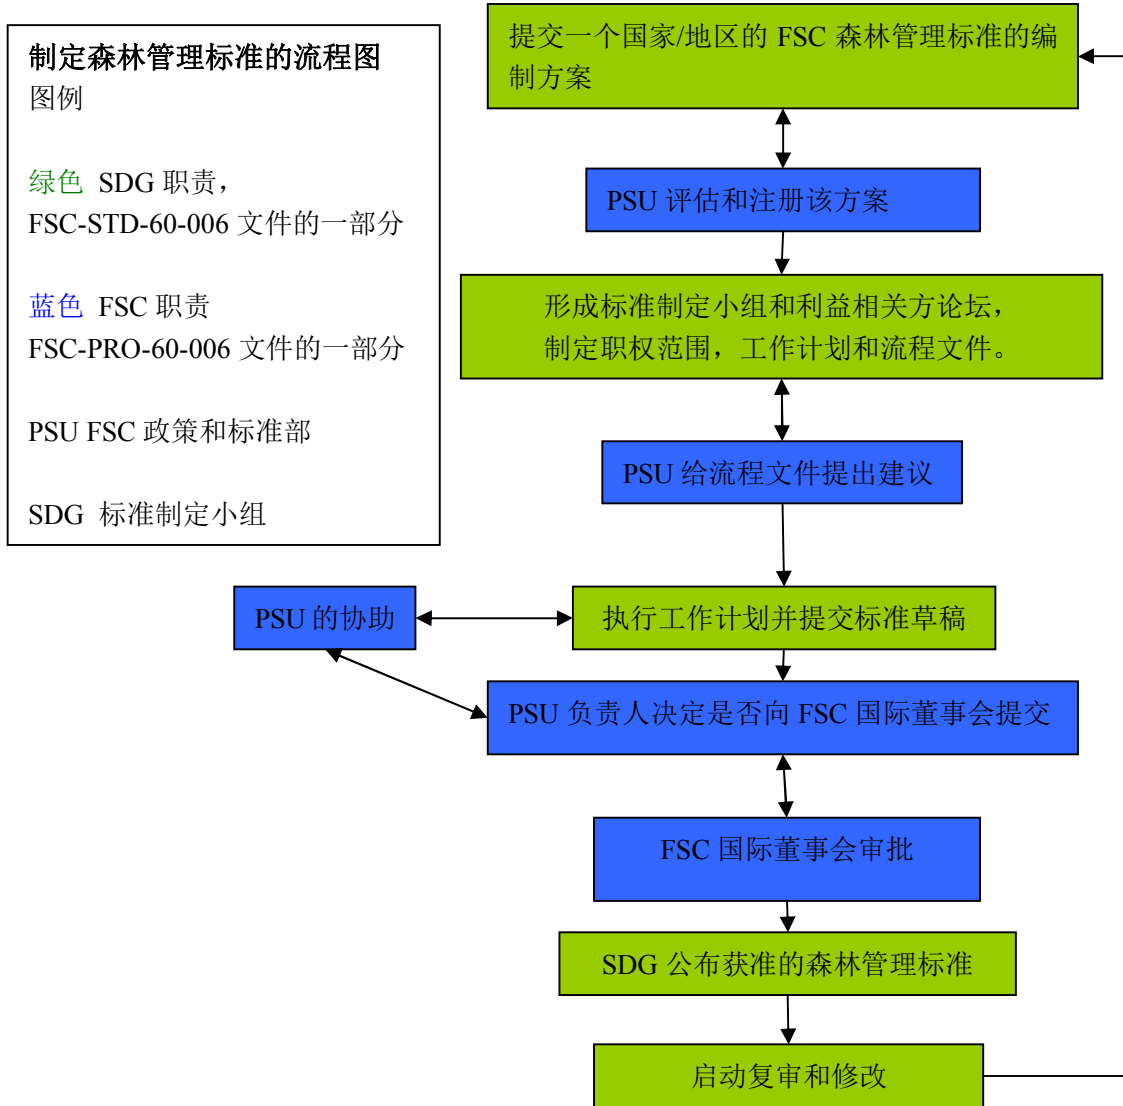 制定森林管理标准的流程图
图例
绿色 SDG 职责，
FSC-STD-60-006 文件的一部分
蓝色 FSC 职责
FSC-PRO-60-006 文件的一部分
PSU FSC 政策和标准部
SDG 标准制定小组
提交一个国家/地区的 FSC 森林管理标准的编
制方案
PSU 评估和注册该方案
形成标准制定小组和利益相关方论坛，
制定职权范围，工作计划和流程文件。
PSU 给流程文件提出建议
PSU 的协助
执行工作计划并提交标准草稿
PSU 负责人决定是否向 FSC 国际董事会提交
FSC 国际董事会审批
SDG 公布获准的森林管理标准
启动复审和修改